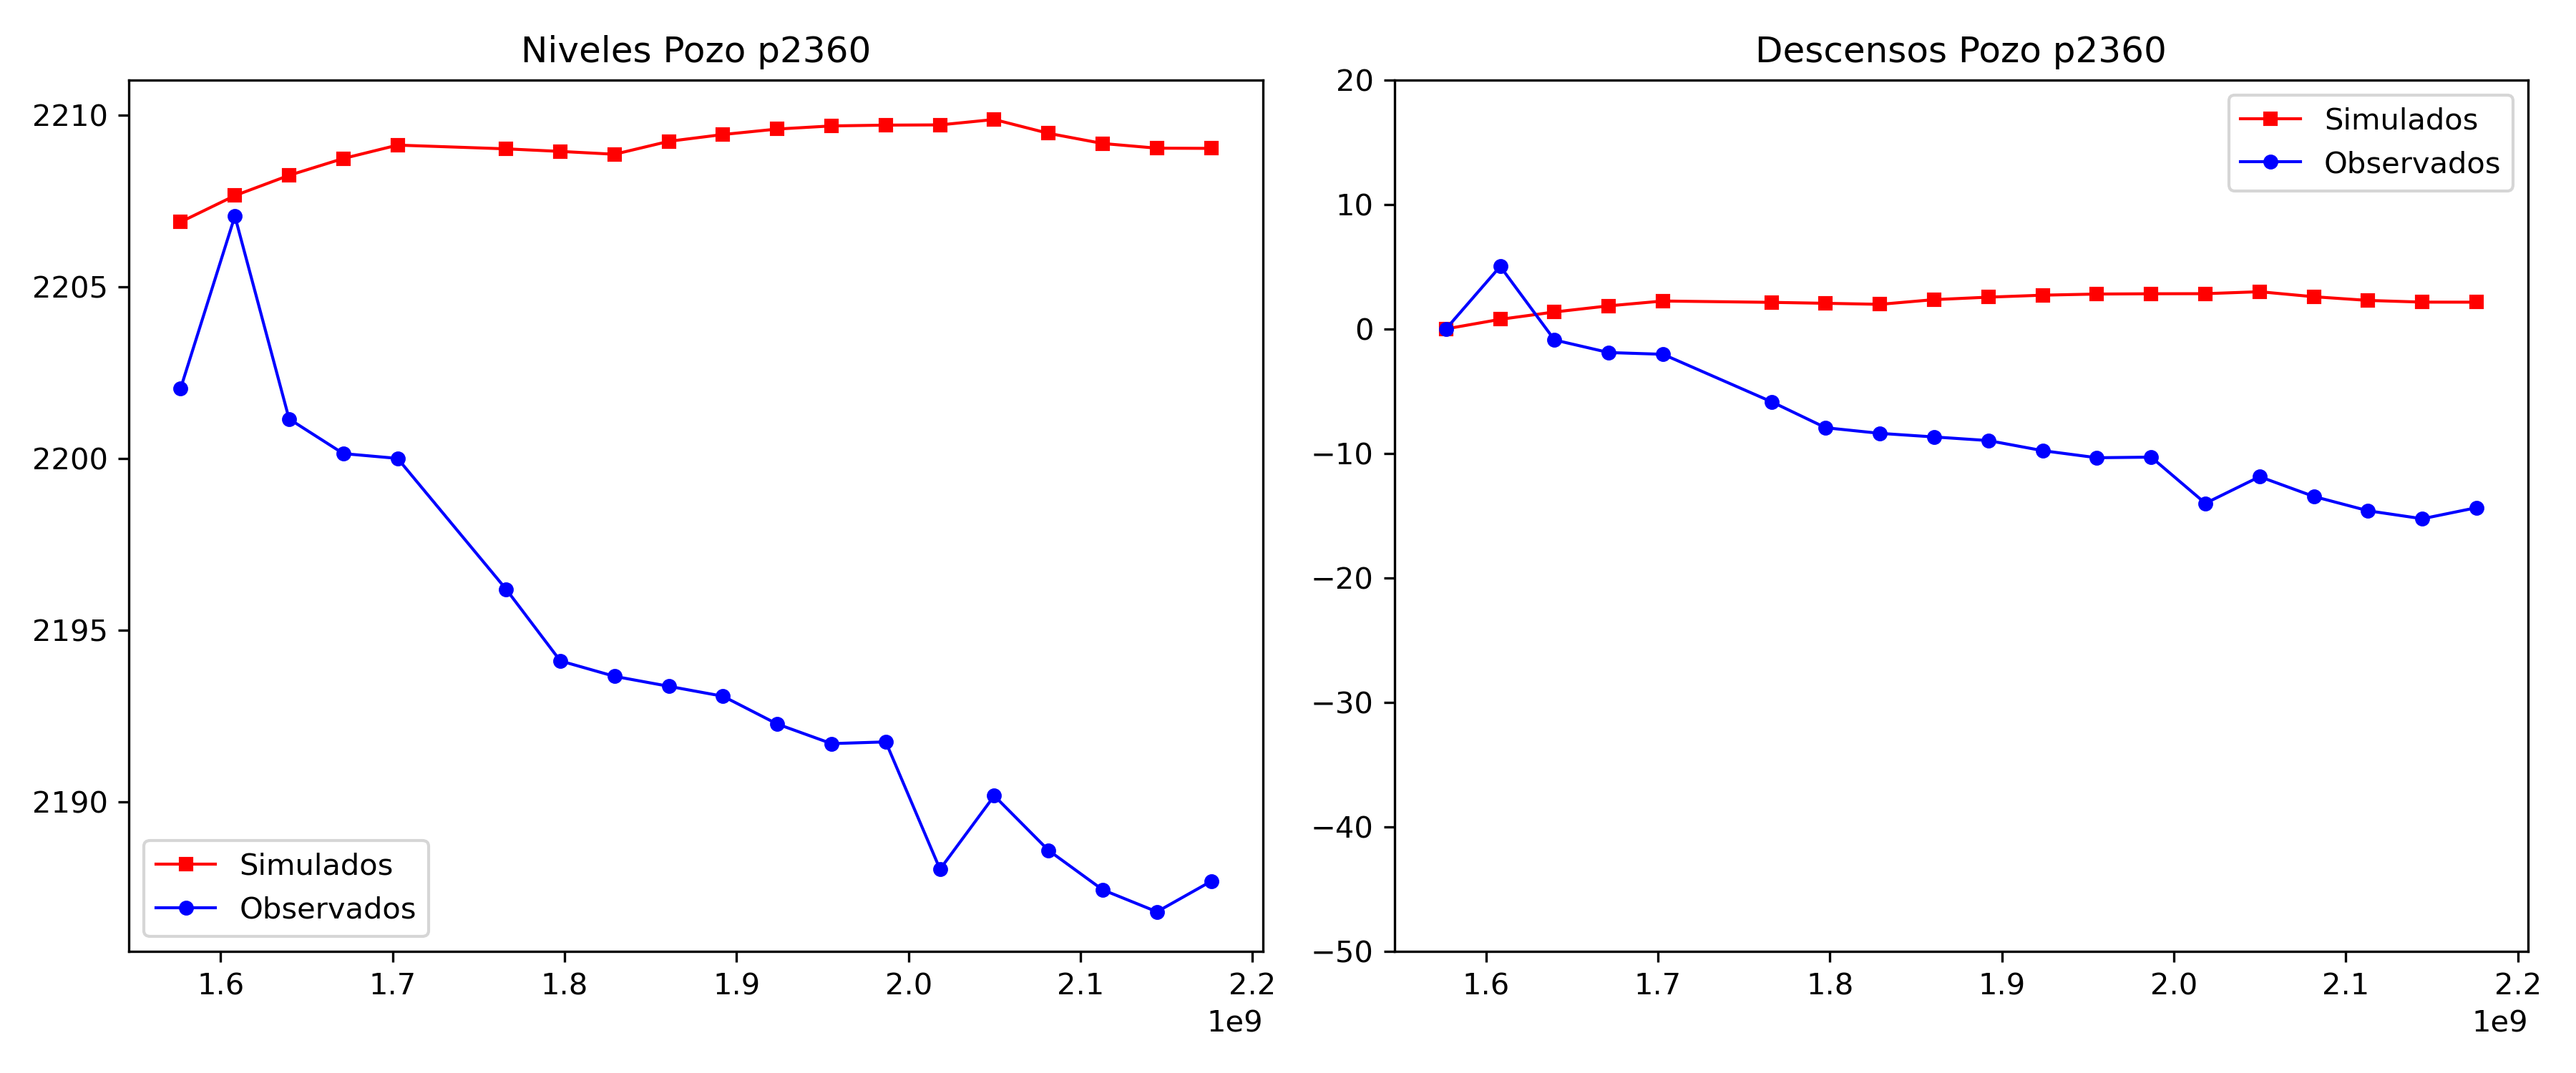 Niveles Pozo p2360
2210
2205
2200
2195
2190
Simulados
Observados
1.6 1.7 1.8 1.9 2.0 2.1 2.2
1e9
Descensos Pozo p2360
20
10
0
−10
−20
−30
−40
−50
Simulados
Observados
1.6 1.7 1.8 1.9 2.0 2.1 2.2
1e9